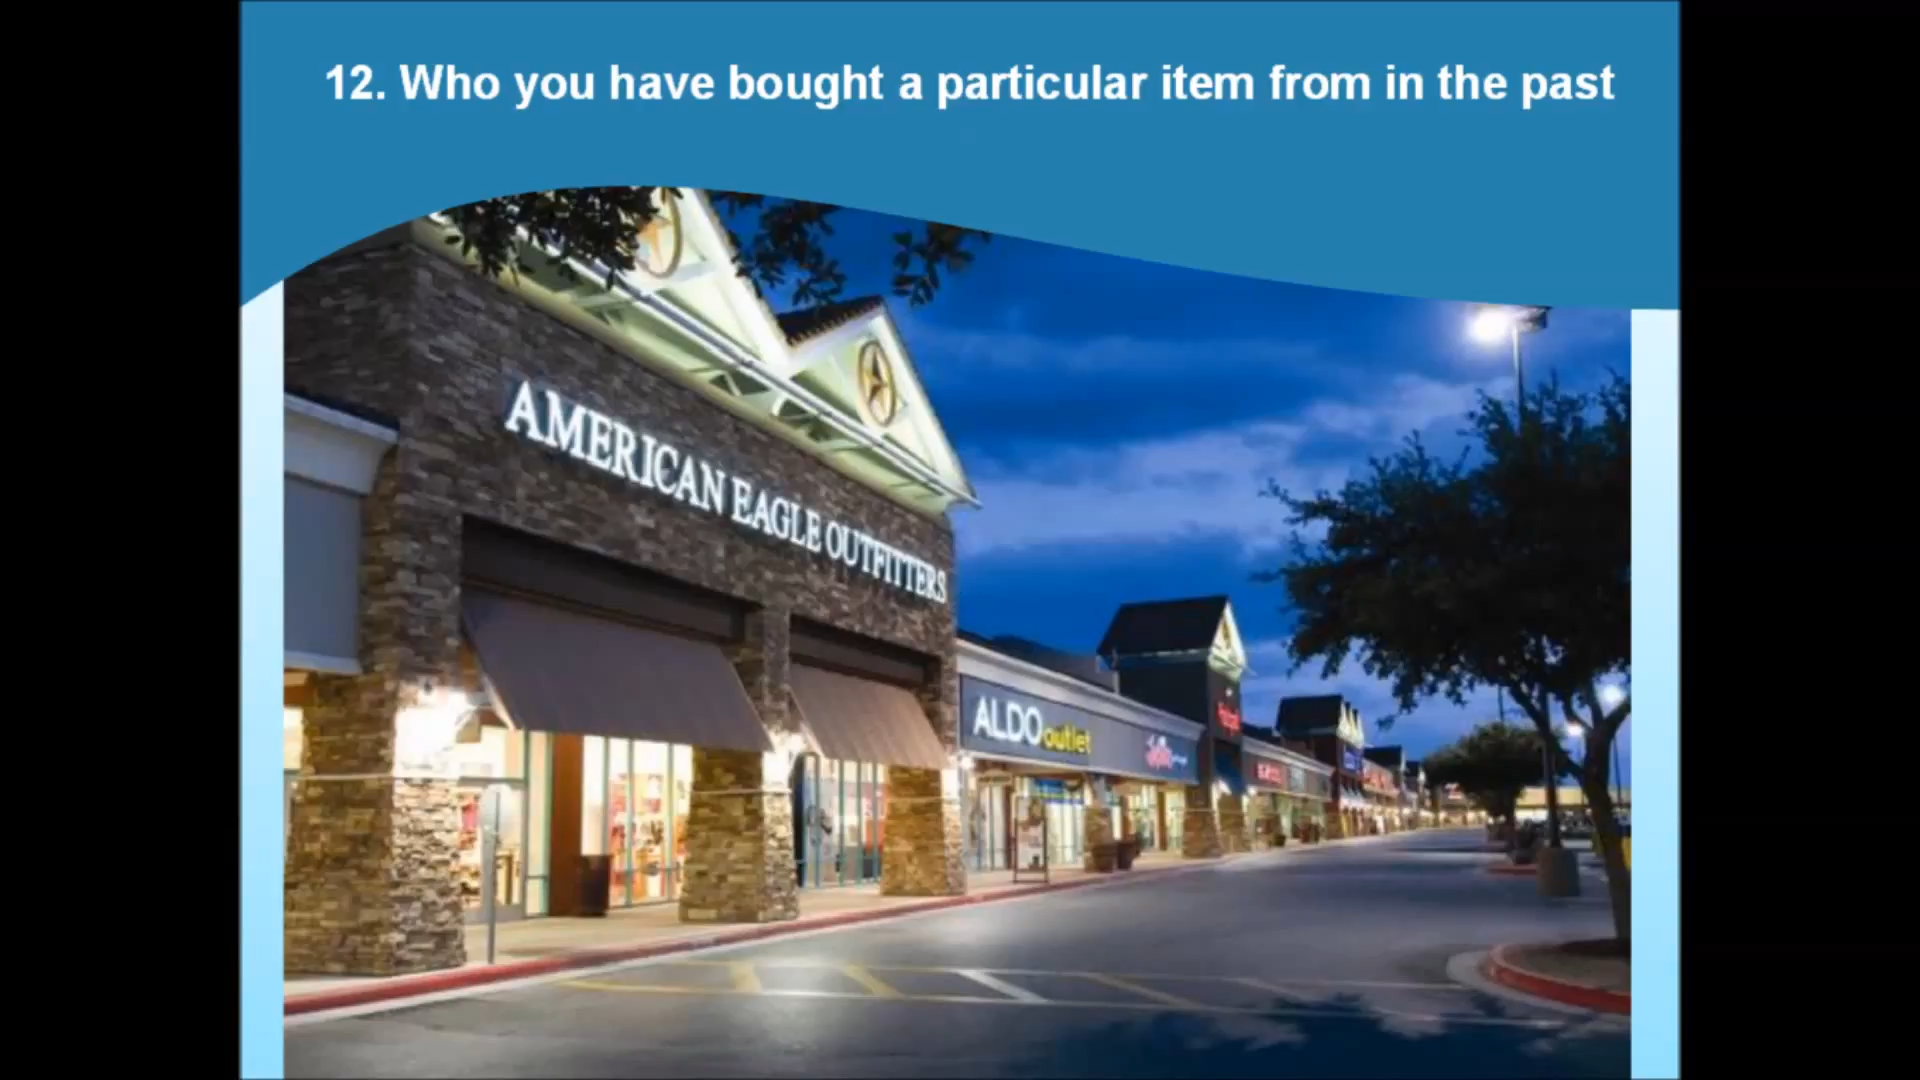 12. Who you have bought a particular item from in the past
AMERICAN EAGLE OUTFITTERS
ALDO outlet